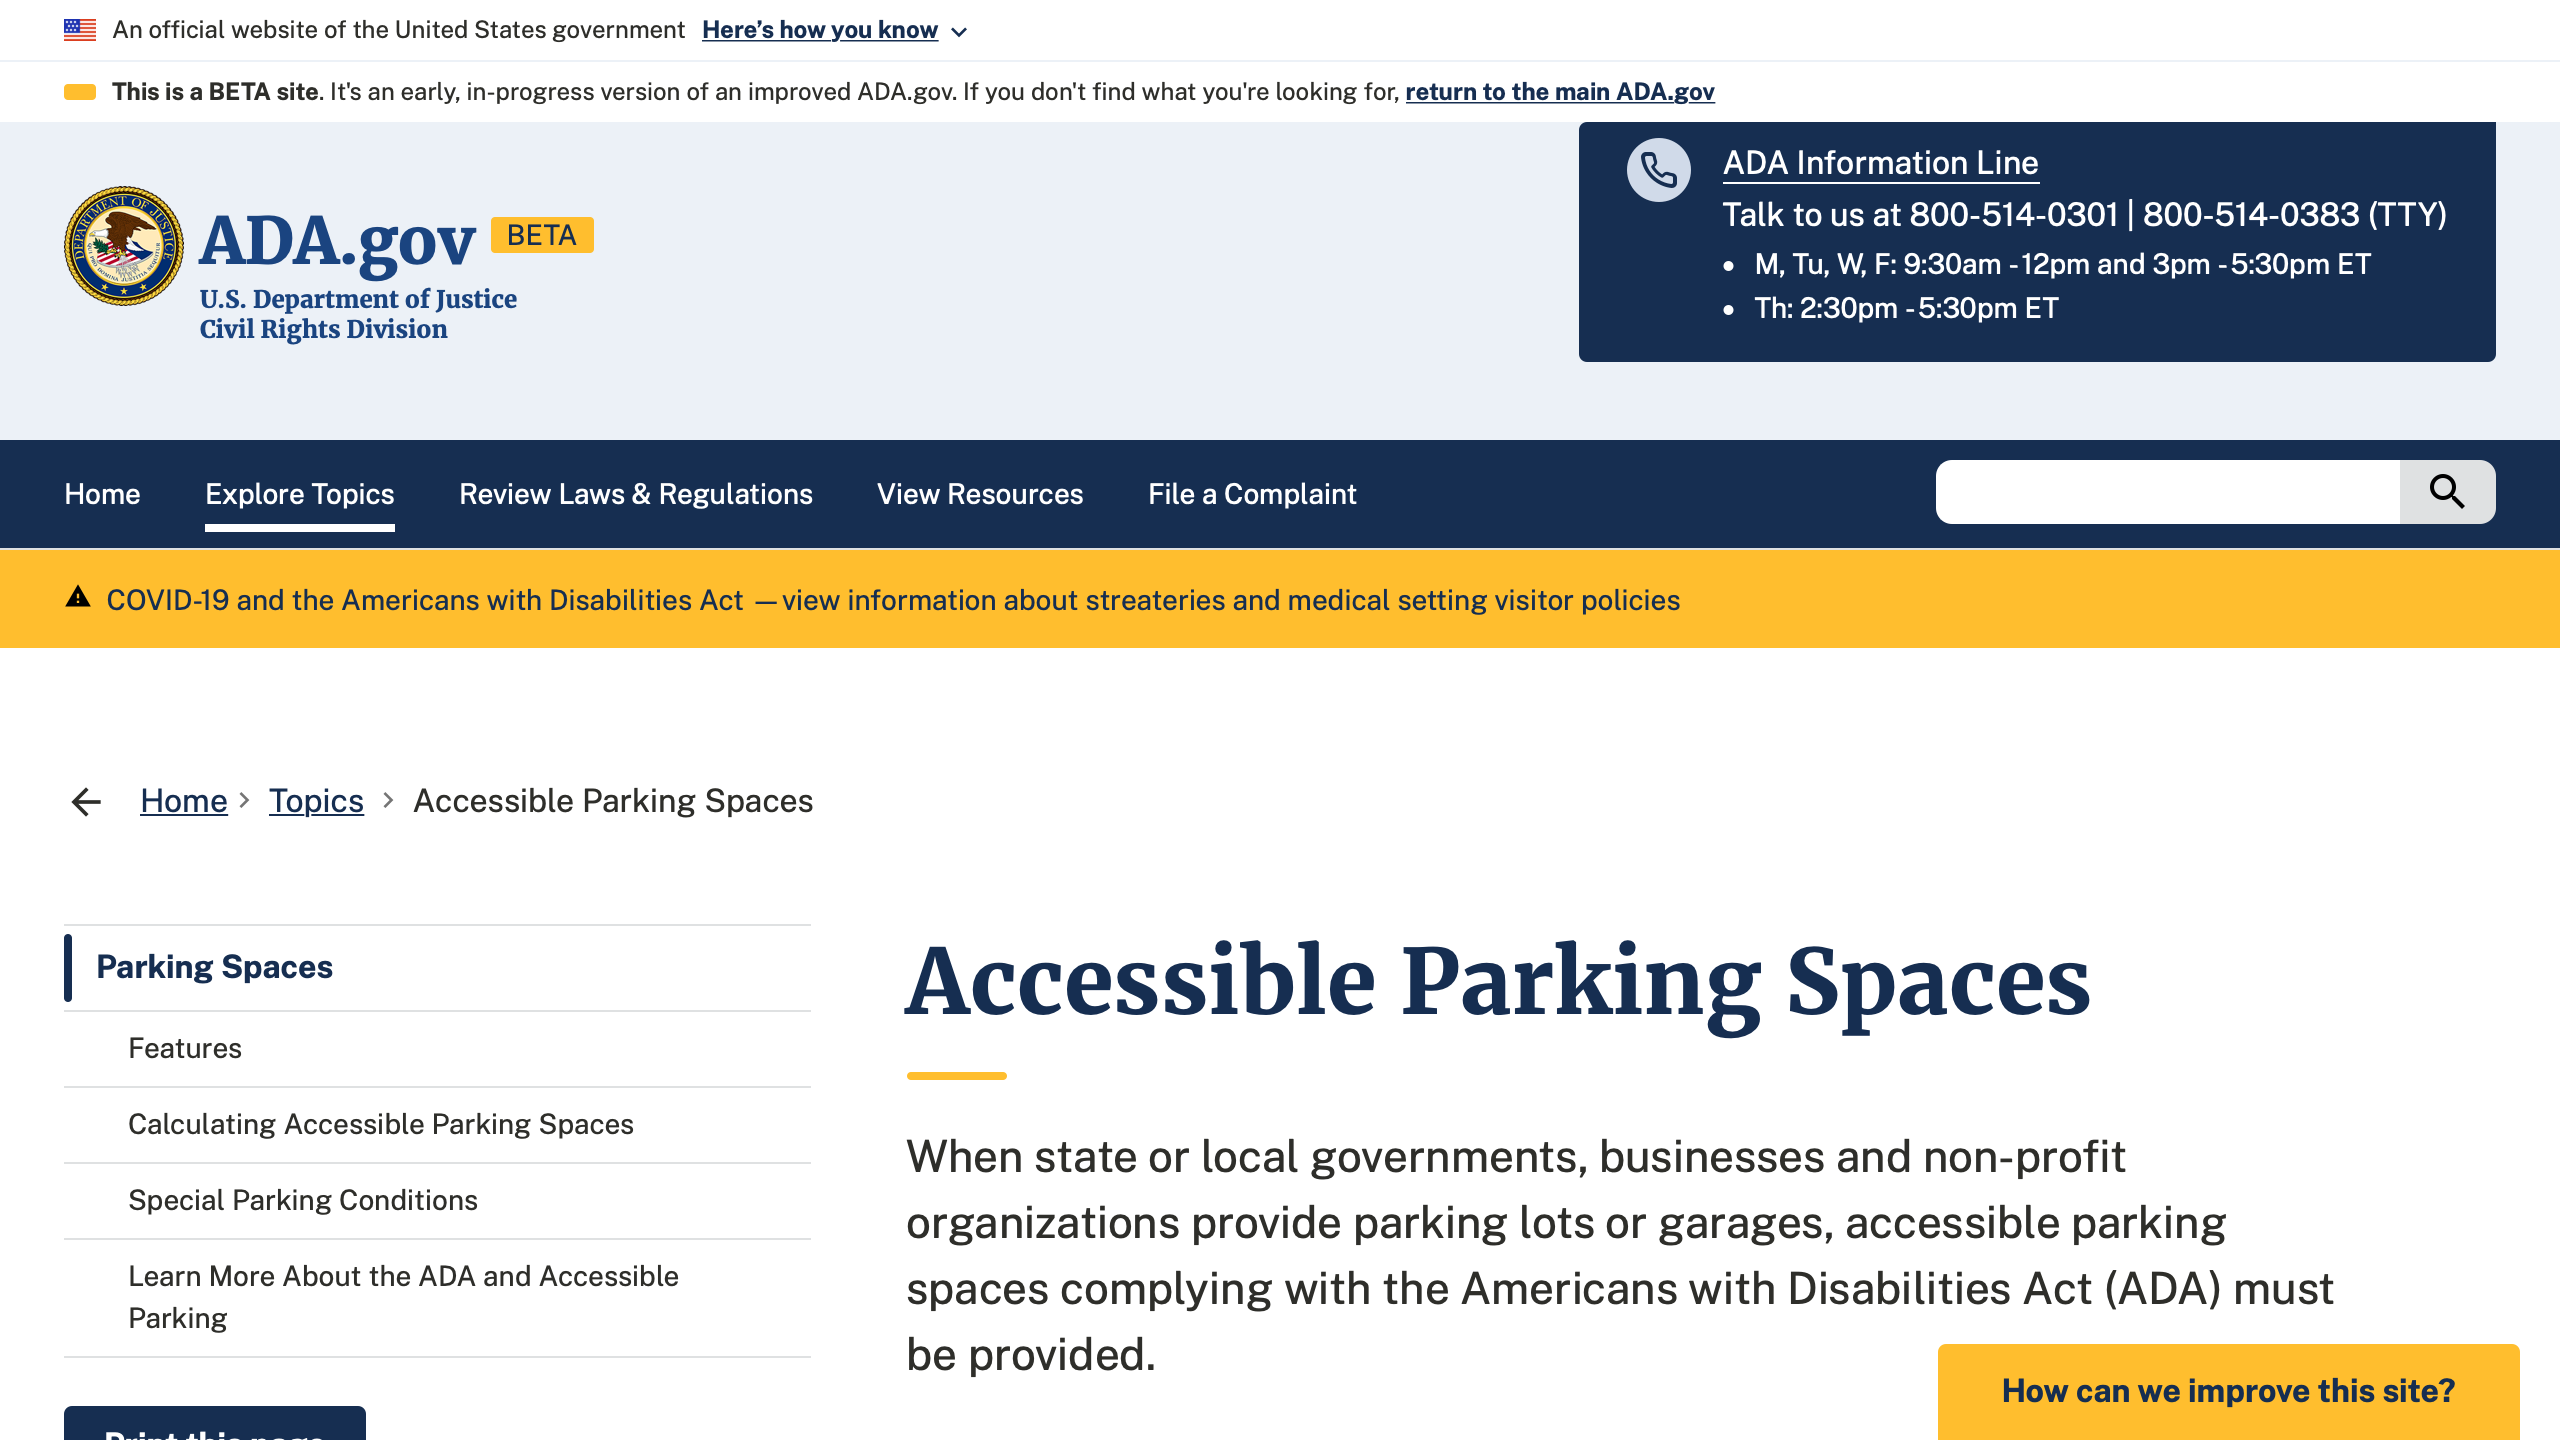 An official website of the United States government Here’s how you know
This is a BETA site. It's an early, in-progress version of an improved ADA.gov. If you don't find what you're looking for, return to the main ADA.gov
ADA.gov BETA
U.S. Department of Justice
Civil Rights Division
ADA Information Line
Talk to us at 800-514-0301 | 800-514-0383 (TTY)
• M, Tu, W, F: 9:30am - 12pm and 3pm - 5:30pm ET
• Th: 2:30pm - 5:30pm ET
Home Explore Topics Review Laws & Regulations View Resources File a Complaint
COVID-19 and the Americans with Disabilities Act — view information about streateries and medical setting visitor policies
Home > Topics > Accessible Parking Spaces
Parking Spaces
Features
Calculating Accessible Parking Spaces
Special Parking Conditions
Learn More About the ADA and Accessible
Parking
Print this page
Accessible Parking Spaces
When state or local governments, businesses and non-profit
organizations provide parking lots or garages, accessible parking
spaces complying with the Americans with Disabilities Act (ADA) must
be provided.
How can we improve this site?